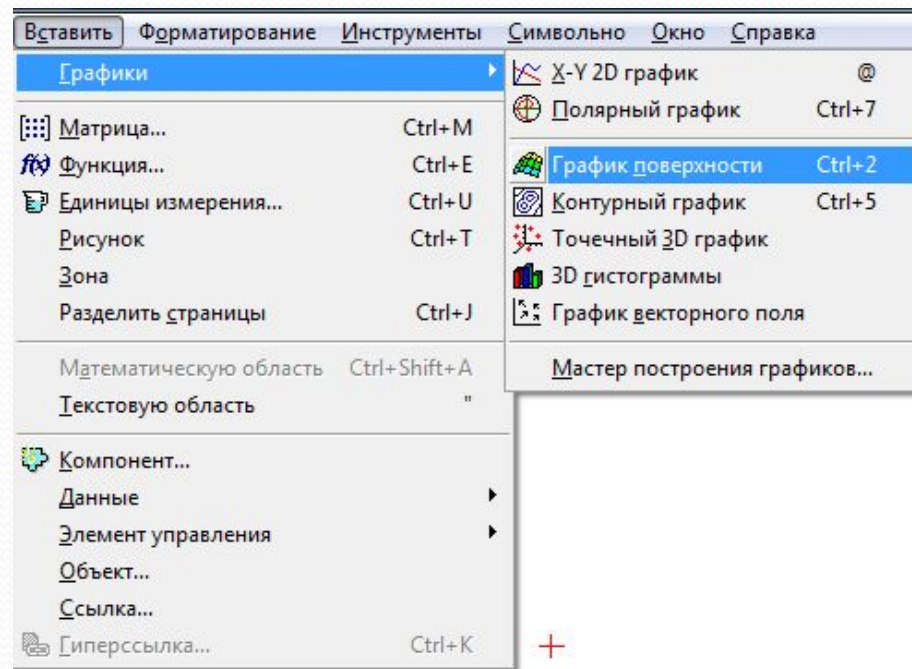 Вставить Форматирование Инструменты Символьно Окно Справка
Графики
Матрица... Ctrl+M
f(x) Функция... Ctrl+E
Единицы измерения... Ctrl+U
Рисунок Ctrl+T
Зона
Разделить страницы Ctrl+J
Математическую область Ctrl+Shift+A
Текстовую область "
Компонент...
Данные
Элемент управления
Объект...
Ссылка...
Гиперссылка... Ctrl+K
X-Y 2D график @
Полярный график Ctrl+7
График поверхности Ctrl+2
Контурный график Ctrl+5
Точечный 3D график
3D гистограммы
График векторного поля
Мастер построения графиков...